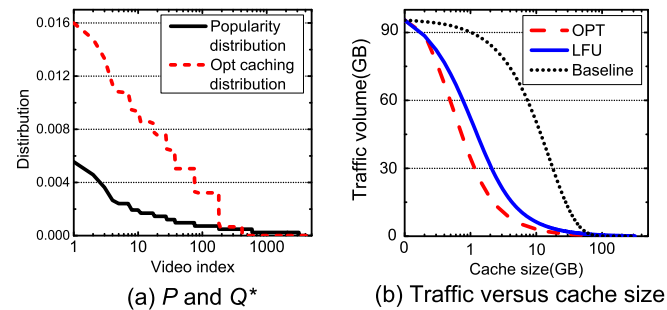 0.016
0.012
0.008
0.004
0.000
Distirbution
Popularity
distribution
Opt caching
distribution
1 10 100 1000
Video index
(a) P and Q*
90
60
30
0
Traffic volume(GB)
OPT
LFU
Baseline
0 1 10 100
Cache size(GB)
(b) Traffic versus cache size